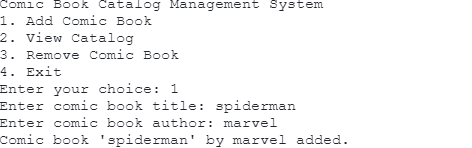 Comic Book Catalog Management System
1. Add Comic Book
2. View Catalog
3. Remove Comic Book
4. Exit
Enter your choice: 1
Enter comic book title: spiderman
Enter comic book author: marvel
Comic book 'spiderman' by marvel added.